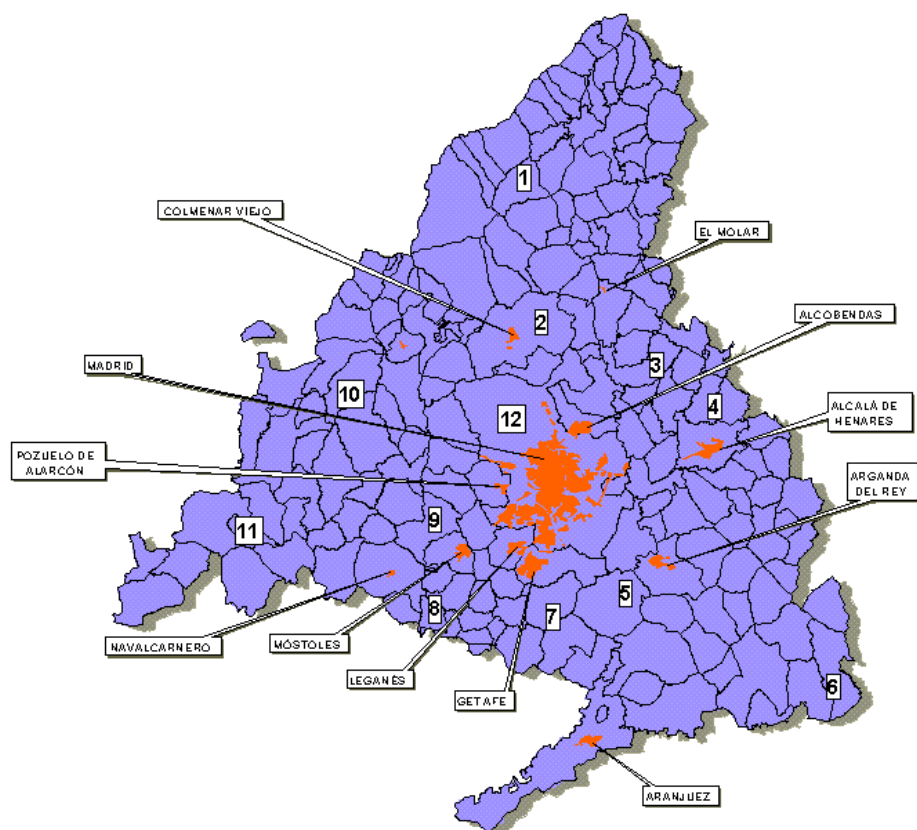 1
COLMENAR VIEJO
EL MOLAR
2
ALCOBENDAS
MADRID
3
10
4
12
ALCALÁ DE
HENARES
POZUELO DE
ALARCÓN
ARGANDA
DEL REY
9
11
5
8
7
NAVALCARNERO
MÓSTOLES
LEGANÉS
GETAFE
6
ARANJUEZ